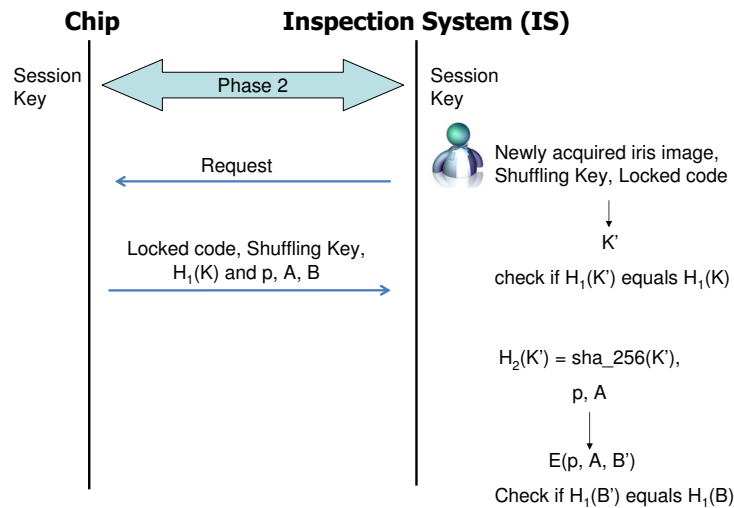 Chip
Inspection System (IS)
Session
Key
Phase 2
Session
Key
Request
Newly acquired iris image,
Shuffling Key, Locked code
K’
check if H₁(K’) equals H₁(K)
Locked code, Shuffling Key,
H₁(K) and p, A, B
H₂(K’) = sha_256(K’),
p, A
E(p, A, B’)
Check if H₁(B’) equals H₁(B)